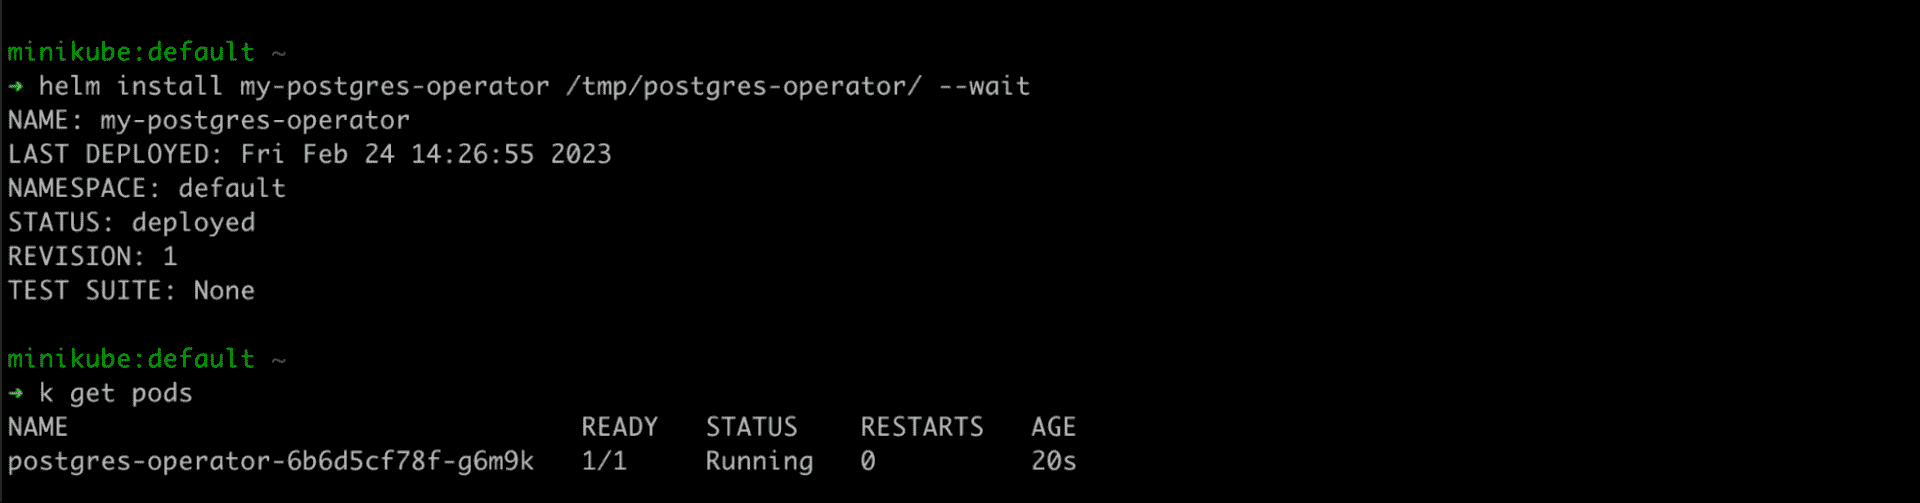 minikube:default ~
→ helm install my-postgres-operator /tmp/postgres-operator/ --wait
NAME: my-postgres-operator
LAST DEPLOYED: Fri Feb 24 14:26:55 2023
NAMESPACE: default
STATUS: deployed
REVISION: 1
TEST SUITE: None
minikube:default ~
→ k get pods
NAME READY STATUS RESTARTS AGE
postgres-operator-6b6d5cf78f-g6m9k 1/1 Running 0 20s